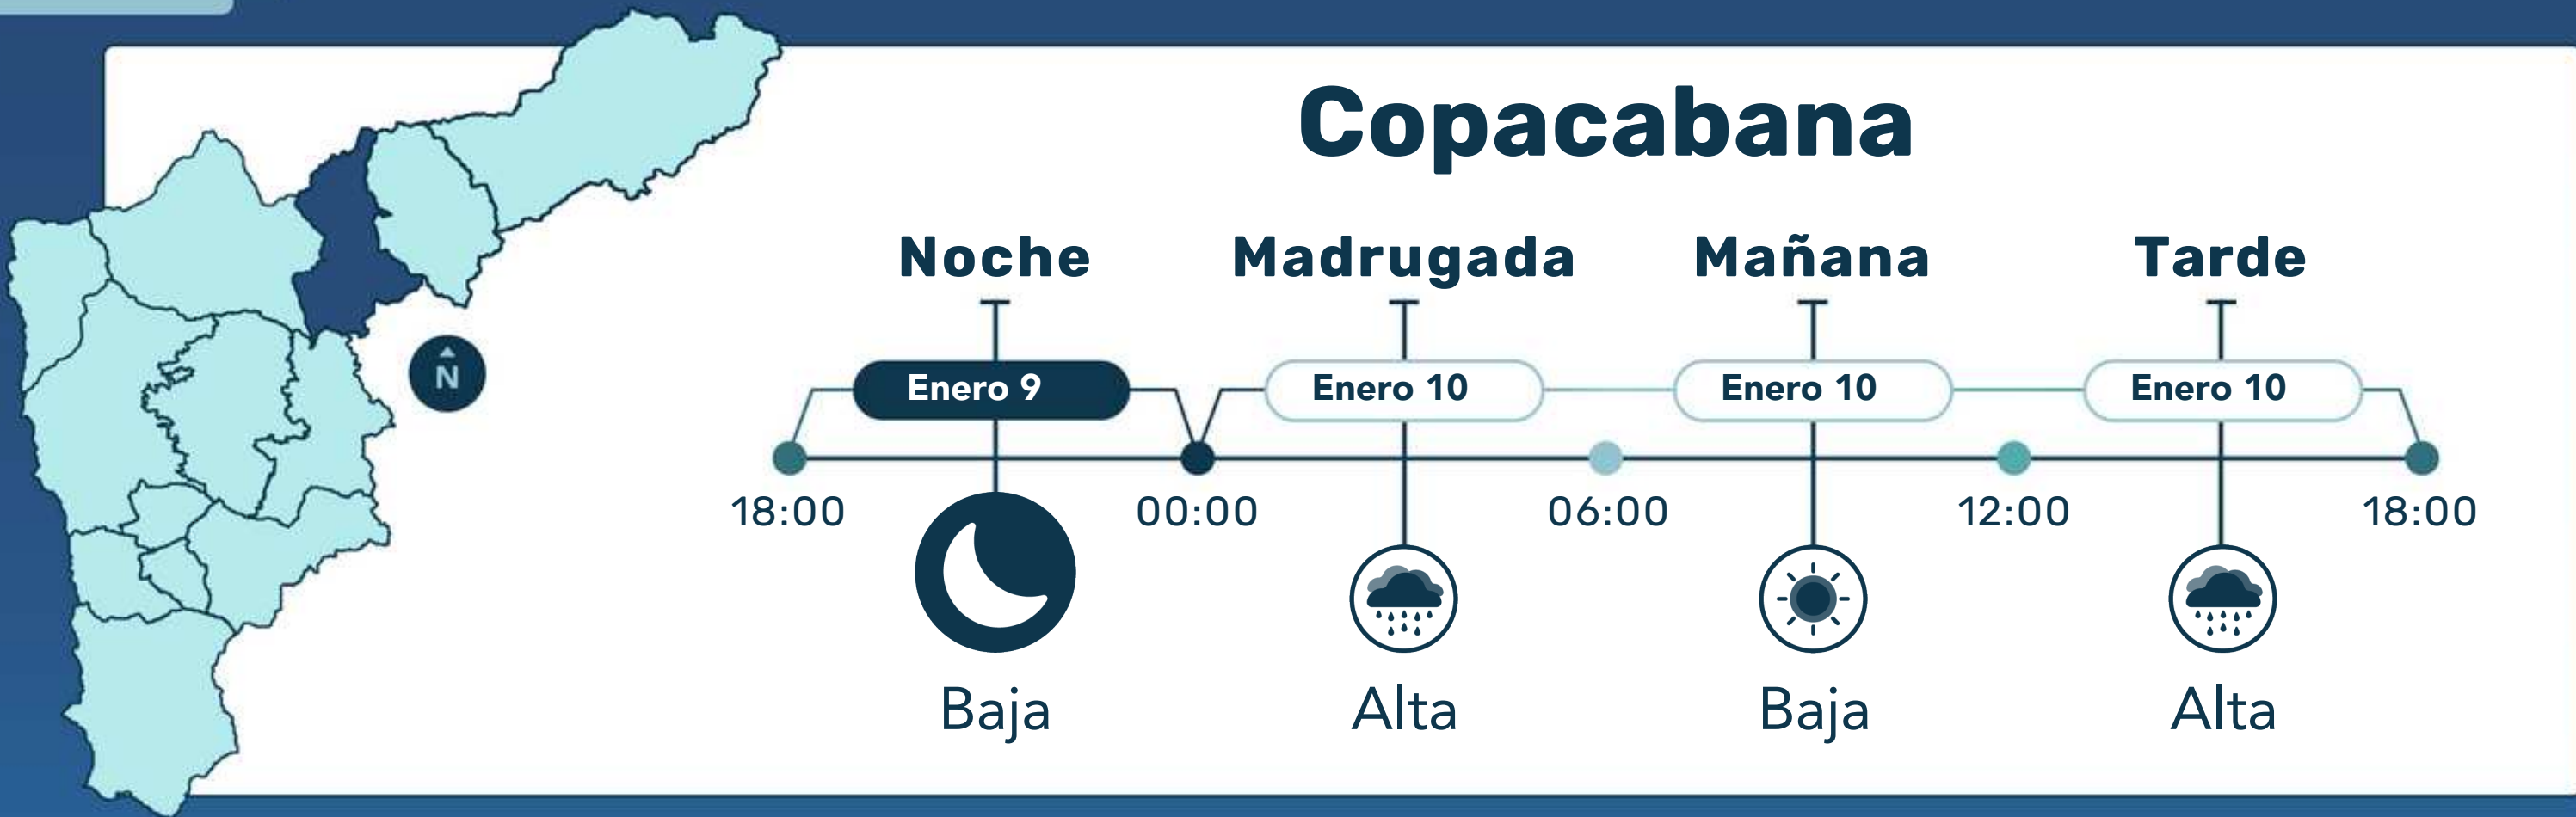 Copacabana
Noche Madrugada Mañana Tarde
Enero 9 Enero 10 Enero 10 Enero 10
N
18:00 00:00 06:00 12:00 18:00
Baja Alta Baja Alta